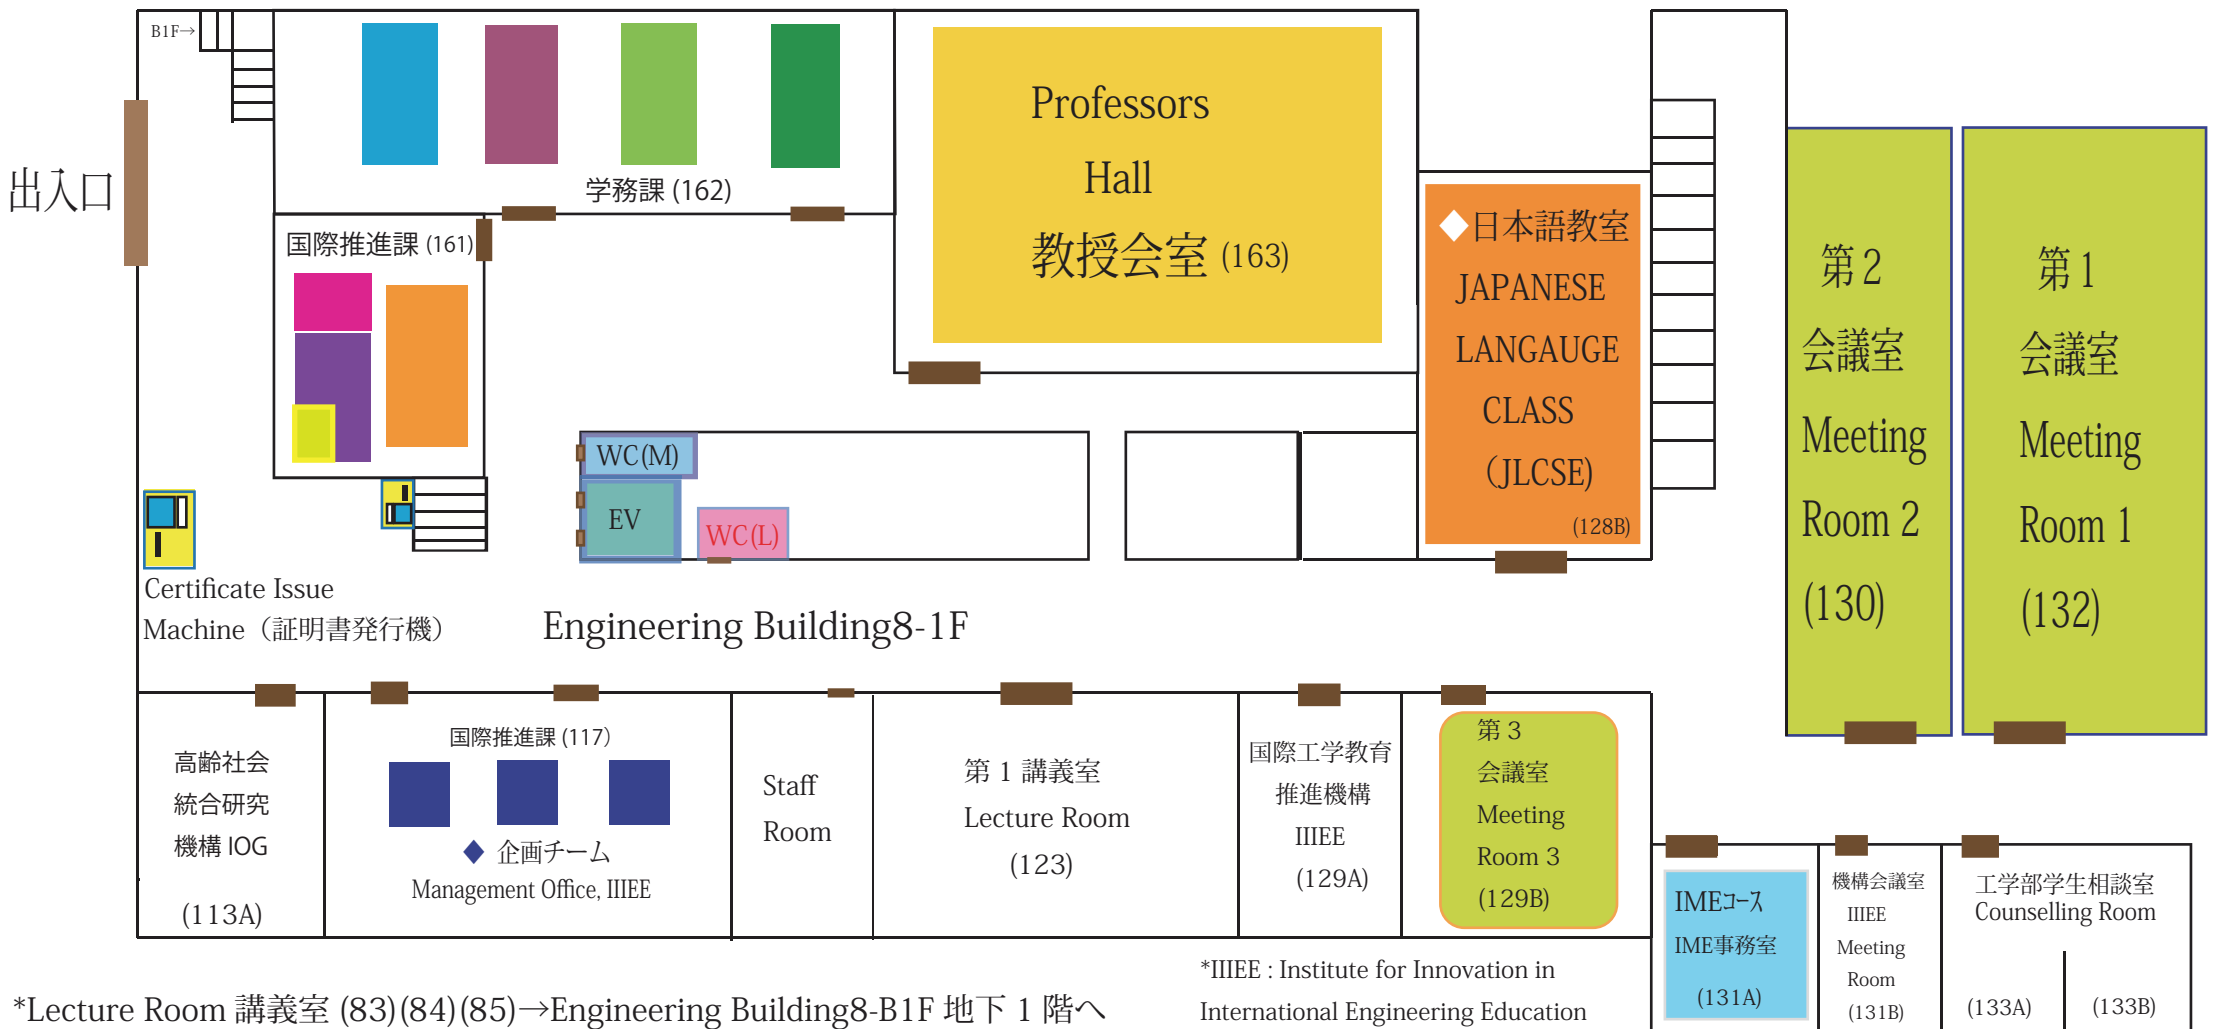 B1F→
出入口
学務課 (162)
国際推進課 (161)
Professors
Hall
教授会室 (163)
◆日本語教室
JAPANESE
LANGAUGE
CLASS
（JLCSE)
(128B)
第 2
会議室
Meeting
Room 2
(130)
第 1
会議室
Meeting
Room 1
(132)
WC(M)
EV
WC(L)
Certificate Issue
Machine（証明書発行機）
Engineering Building8-1F
高齢社会
統合研究
機構 IOG
(113A)
国際推進課 (117）
◆ 企画チーム
Management Office, IIIEE
Staff
Room
第 1 講義室
Lecture Room
(123)
国際工学教育
推進機構
IIIEE
(129A)
第 3
会議室
Meeting
Room 3
(129B)
IMEコース
IME事務室
(131A)
機構会議室
IIIEE
Meeting
Room
(131B)
工学部学生相談室
Counselling Room
(133A)
(133B)
*IIIEE : Institute for Innovation in
International Engineering Education
*Lecture Room 講義室 (83)(84)(85)→Engineering Building8-B1F 地下 1 階へ